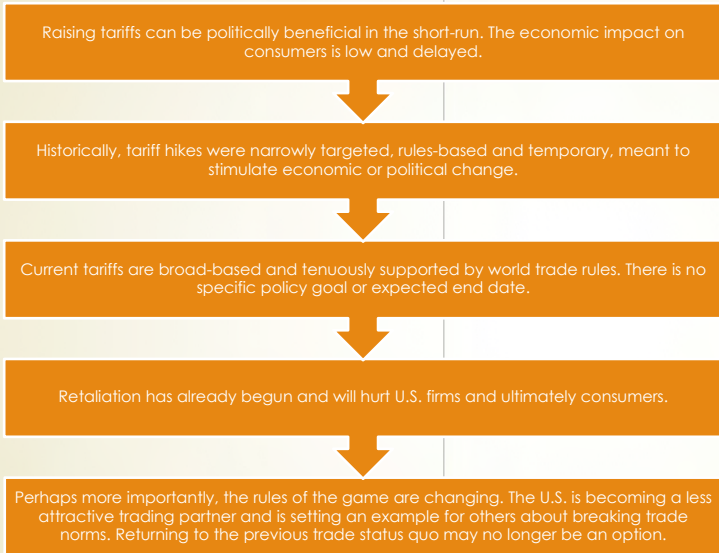 Raising tariffs can be politically beneficial in the short-run. The economic impact on
consumers is low and delayed.
Historically, tariff hikes were narrowly targeted, rules-based and temporary, meant to
stimulate economic or political change.
Current tariffs are broad-based and tenuously supported by world trade rules. There is no
specific policy goal or expected end date.
Retaliation has already begun and will hurt U.S. firms and ultimately consumers.
Perhaps more importantly, the rules of the game are changing. The U.S. is becoming a less
attractive trading partner and is setting an example for others about breaking trade
norms. Returning to the previous trade status quo may no longer be an option.